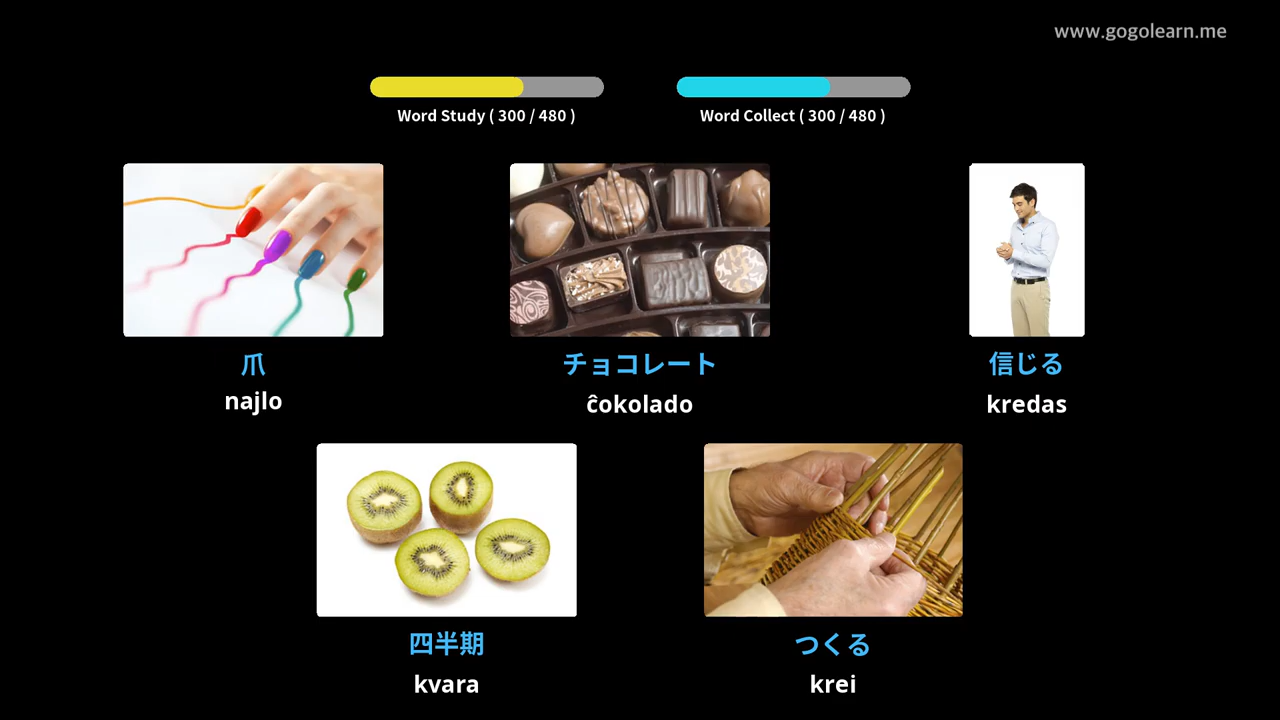 www.gogolearn.me
Word Study ( 300 / 480 )
Word Collect ( 300 / 480 )
爪
najlo
チョコレート
ĉokolado
信じる
kredas
四半期
kvara
つくる
krei